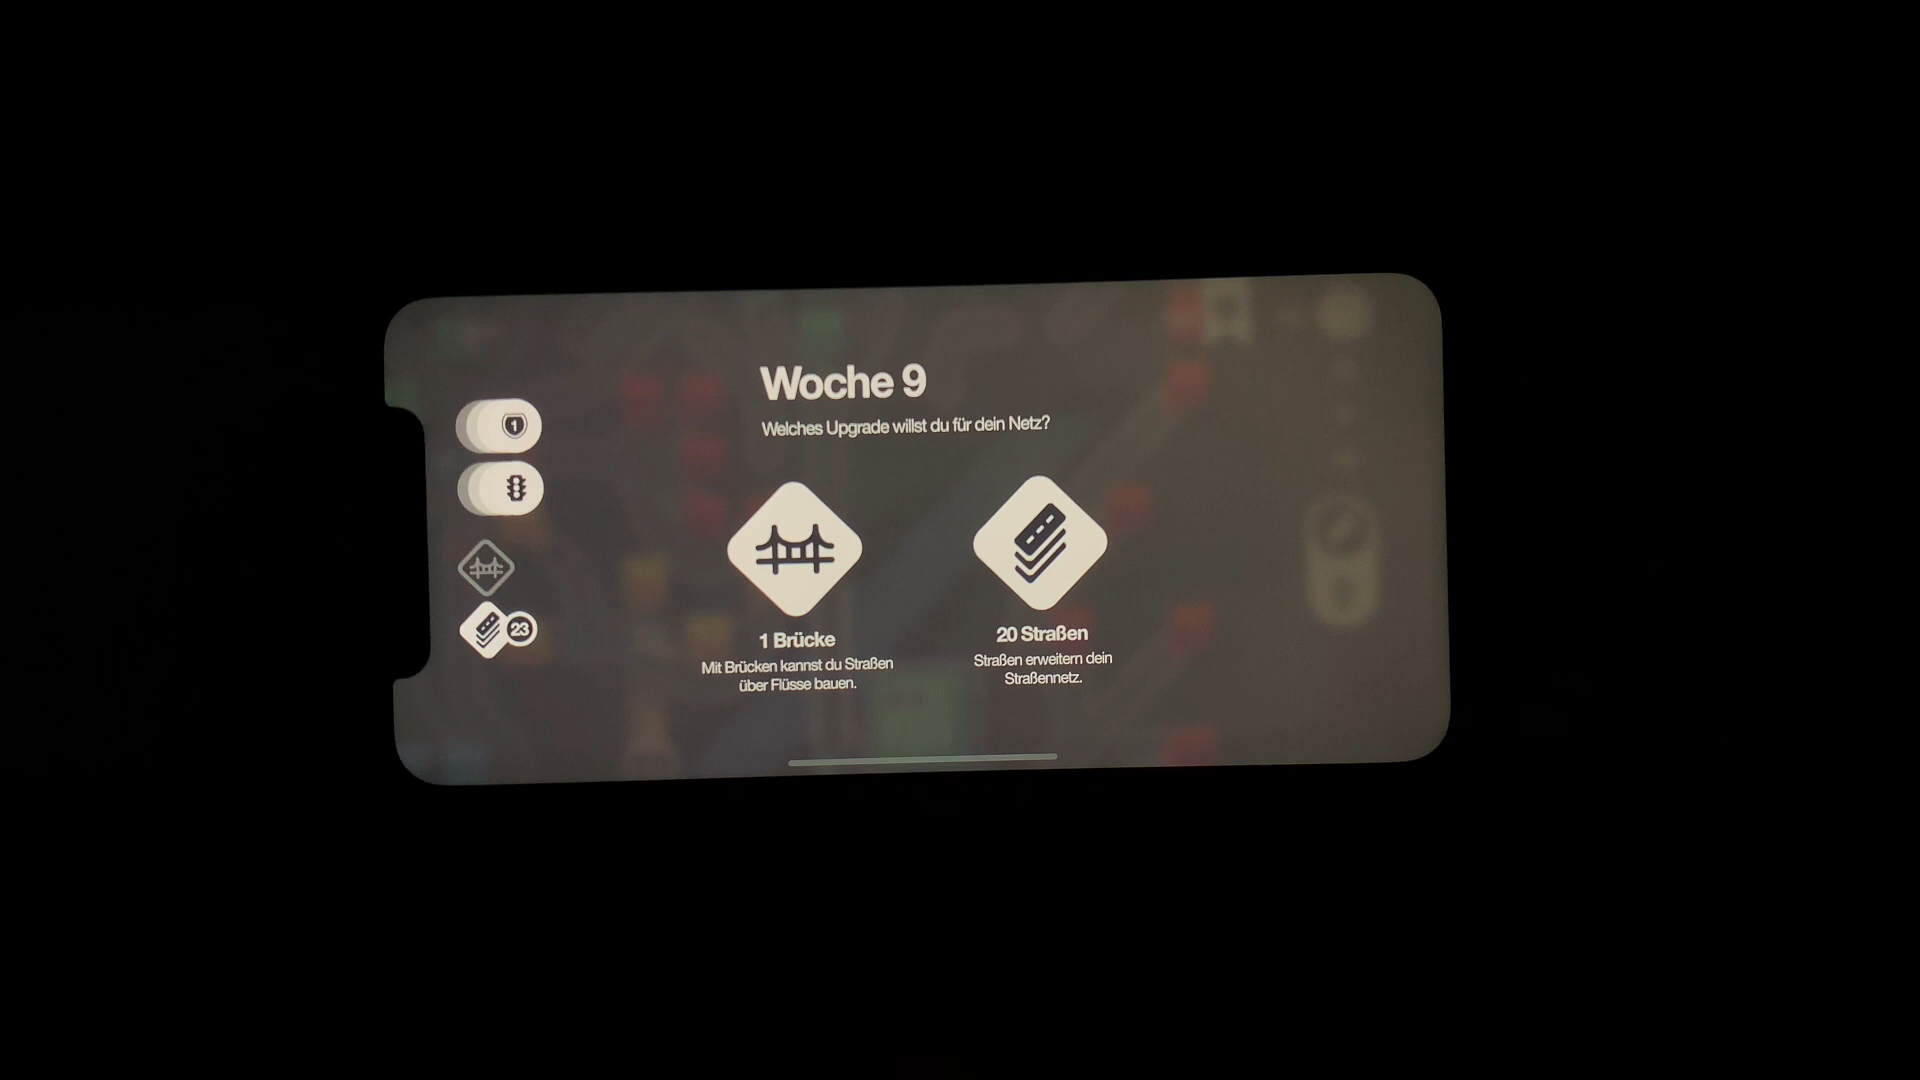 Woche 9
Welches Upgrade willst du für dein Netz?
1
23
1 Brücke
Mit Brücken kannst du Straßen
über Flüsse bauen.
20 Straßen
Straßen erweitern dein
Straßennetz.